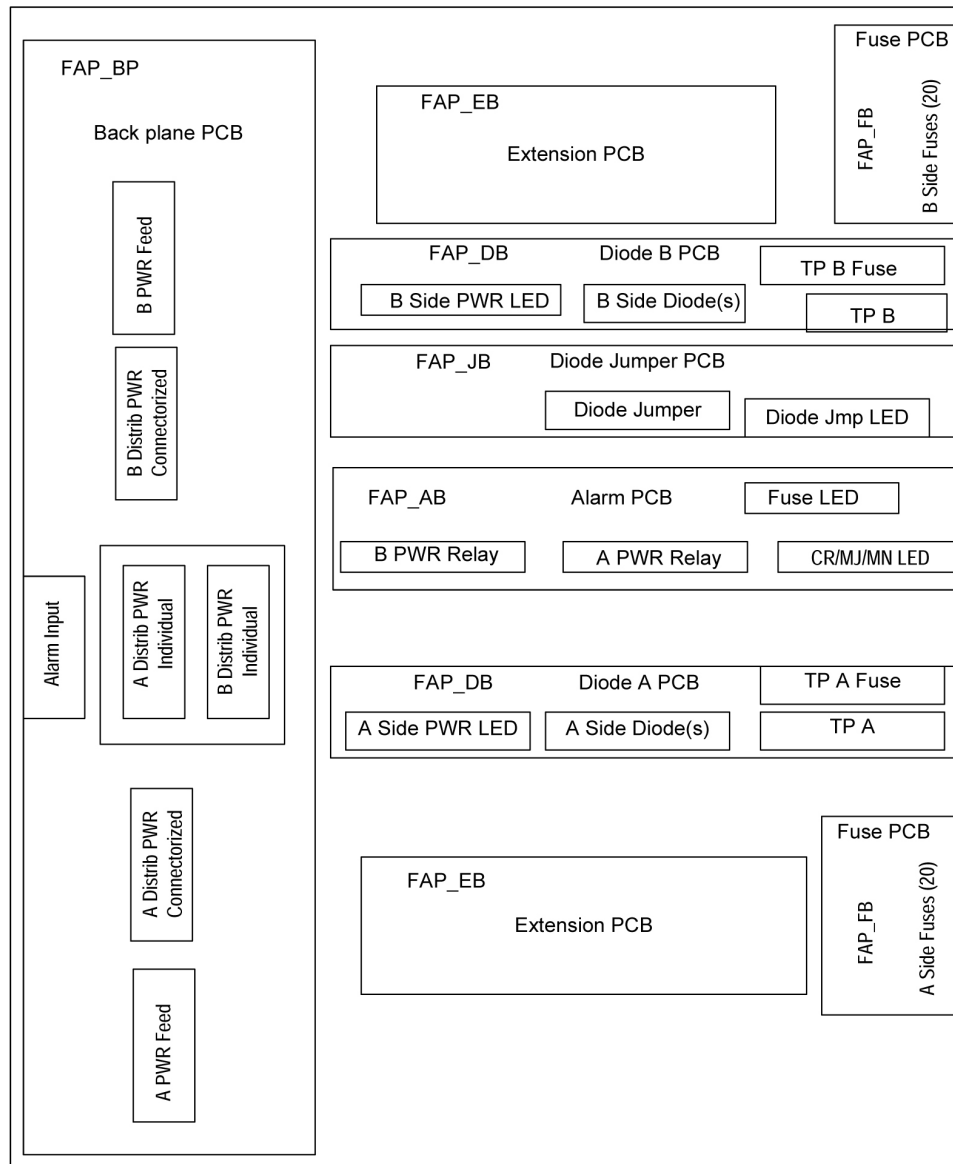 FAP_BP
Back plane PCB
B PWR Feed
B Distrib PWR
Connectorized
Alarm Input
A Distrib PWR
Individual
B Distrib PWR
Individual
A Distrib PWR
Connectorized
A PWR Feed
FAP_EB
Extension PCB
Fuse PCB
FAP_FB
B Side Fuses (20)
FAP_DB
Diode B PCB
TP B Fuse
B Side PWR LED
B Side Diode(s)
TP B
FAP_JB
Diode Jumper PCB
Diode Jumper
Diode Jmp LED
FAP_AB
Alarm PCB
Fuse LED
B PWR Relay
A PWR Relay
CR/MJ/MN LED
FAP_DB
Diode A PCB
TP A Fuse
A Side PWR LED
A Side Diode(s)
TP A
FAP_EB
Extension PCB
Fuse PCB
FAP_FB
A Side Fuses (20)